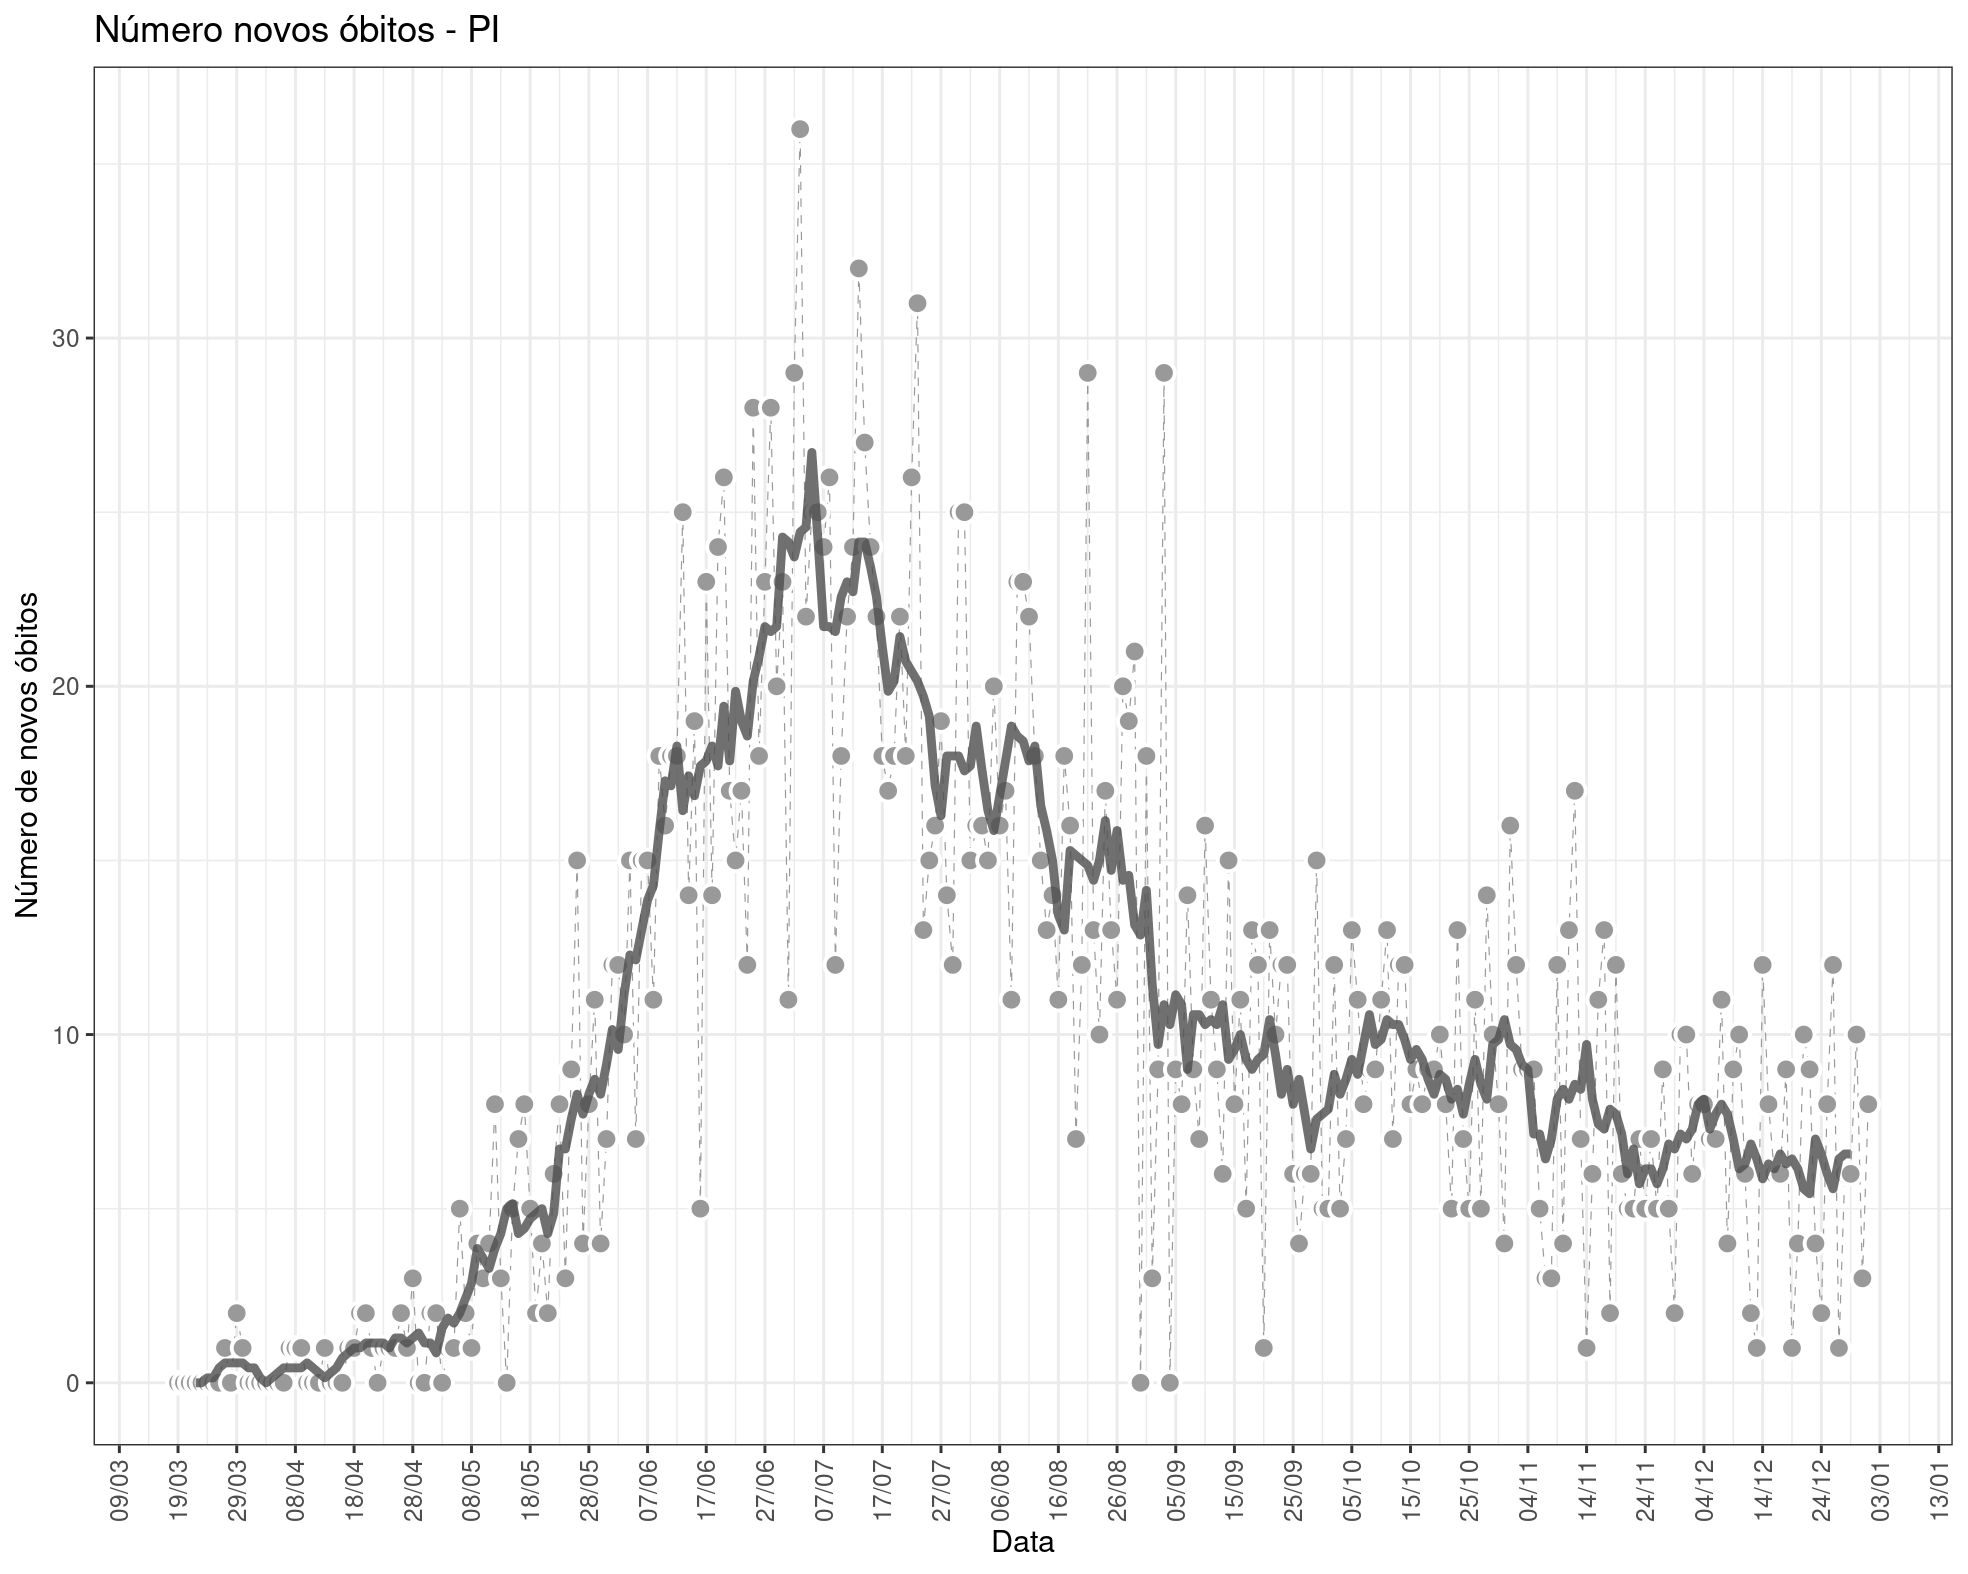 Número novos óbitos - PI
Número de novos óbitos
30
20
10
0
09/03 19/03 29/03 08/04 18/04 28/04 08/05 18/05 28/05 07/06 17/06 27/06 07/07 17/07 27/07 06/08 16/08 26/08 05/09 15/09 25/09 05/10 15/10 25/10 04/11 14/11 24/11 04/12 14/12 24/12 03/01 13/01
Data